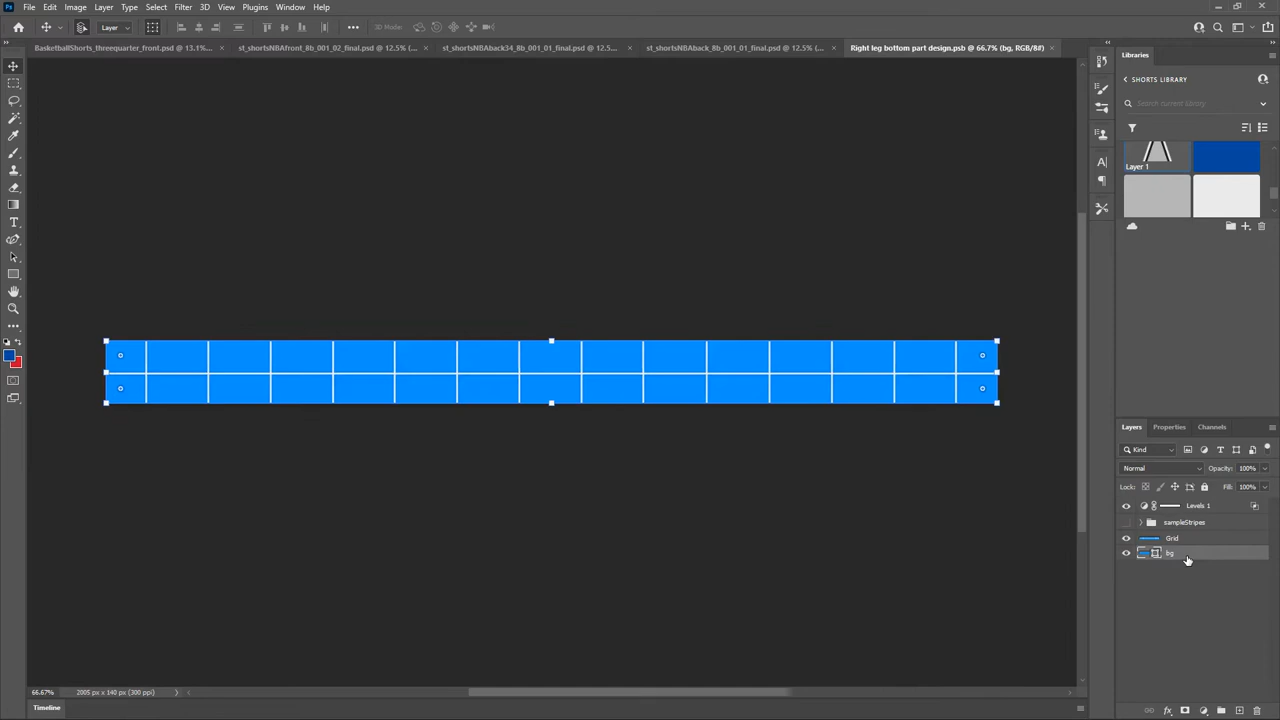 Ps File Edit Image Layer Type Select Filter 3D View Plugins Window Help
Layer 3D Mode:
BasketballShorts_threequarter_front.psd @ 13.1%... × st_shortsNBAfront_8b_001_02_final.psd @ 12.5% (... × st_shortsNBAback34_8b_001_01_final.psd @ 12.5%... × st_shortsNBAback_8b_001_01_final.psd @ 12.5% (... × Right leg bottom part design.psb @ 66.7% (bg, RGB/8#) ×
Libraries
SHORTS LIBRARY
Search current library
Layer 1
Layers Properties Channels
Kind
Normal Opacity: 100%
Lock: Fill: 100%
Levels 1
sampleStripes
Grid
bg
66.67% 2005 px x 140 px (300 ppi)
Timeline